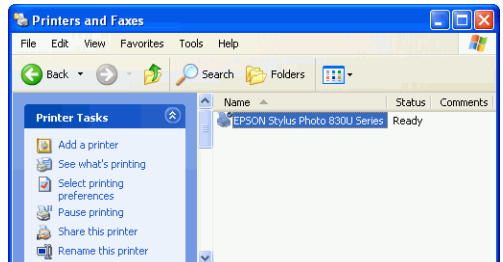 Printers and Faxes
File Edit View Favorites Tools Help
Back Search Folders
Printer Tasks
Add a printer
See what's printing
Select printing
preferences
Pause printing
Share this printer
Rename this printer
Name Status Comments
EPSON Stylus Photo 830U Series Ready